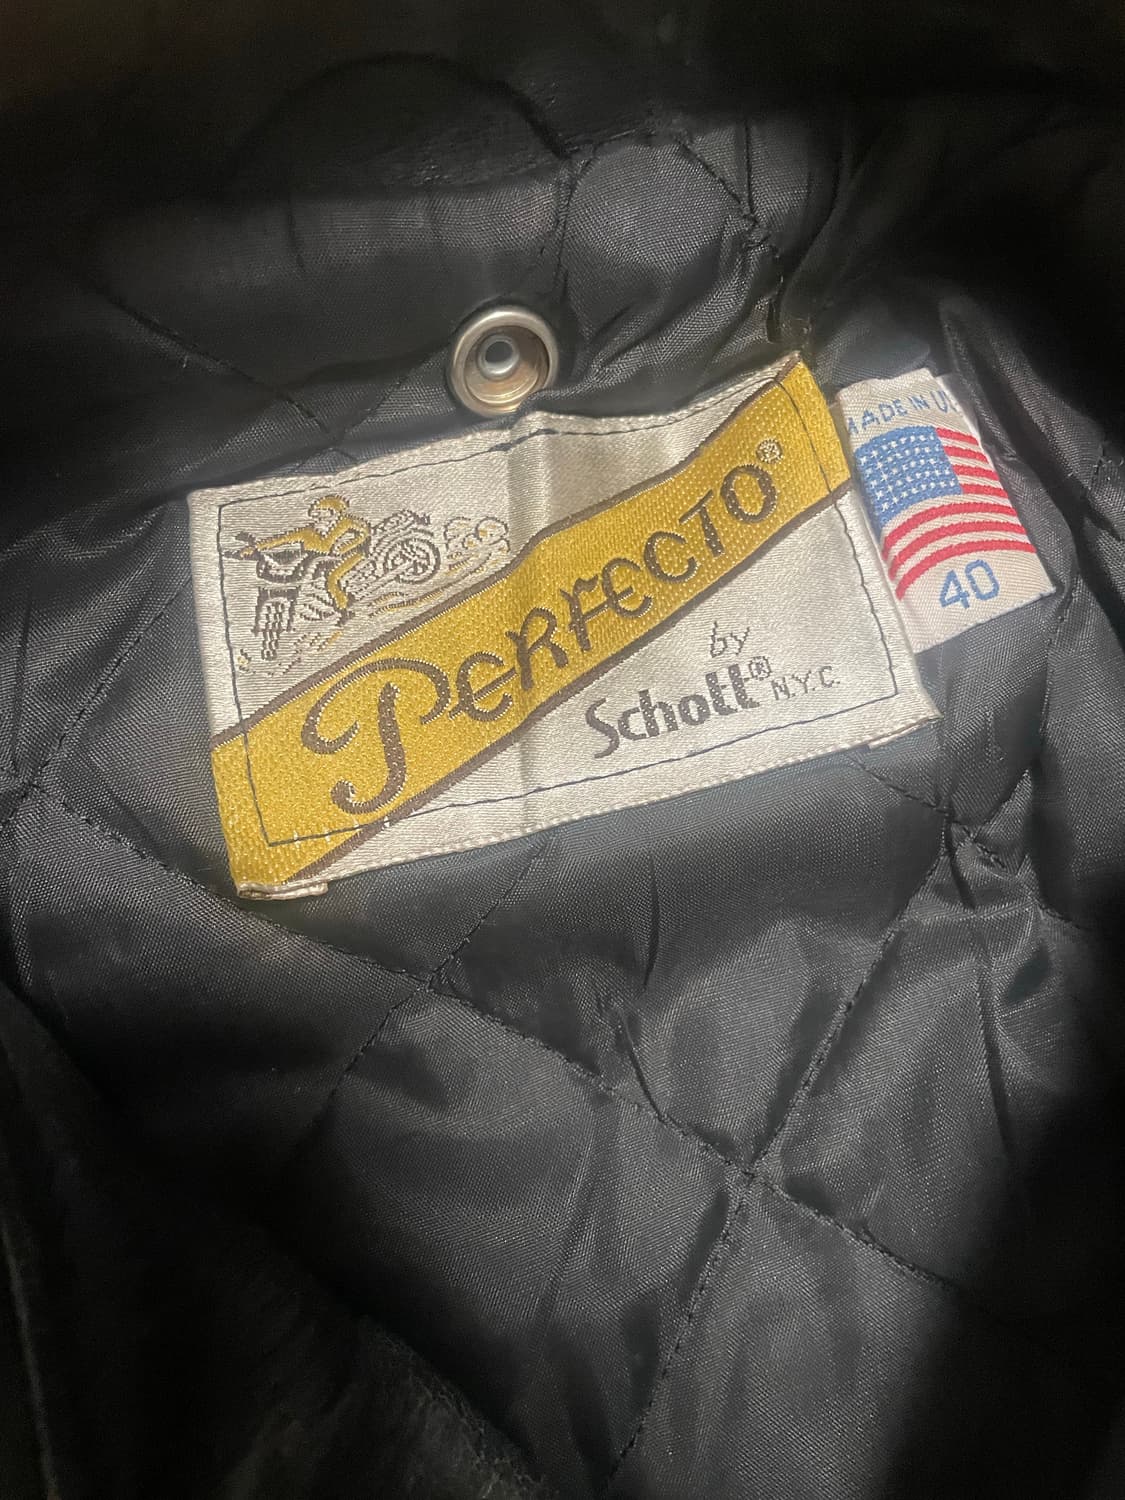 PERFECTO®
by
Schott® N.Y.C.
MADE IN
40